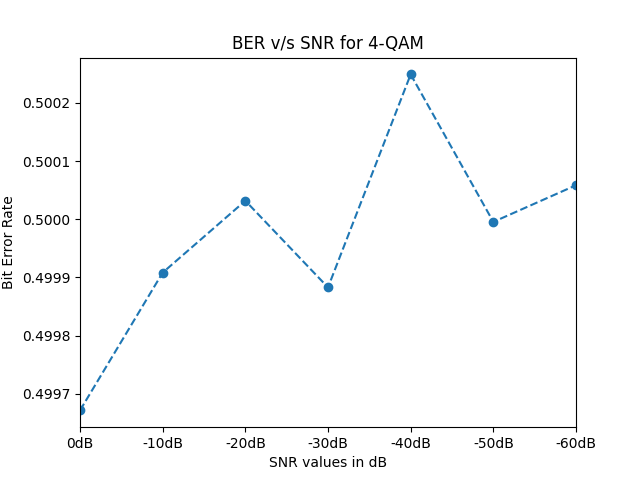 BER v/s SNR for 4-QAM
0.5002
0.5001
0.5000
0.4999
0.4998
0.4997
Bit Error Rate
0dB -10dB -20dB -30dB -40dB -50dB -60dB
SNR values in dB